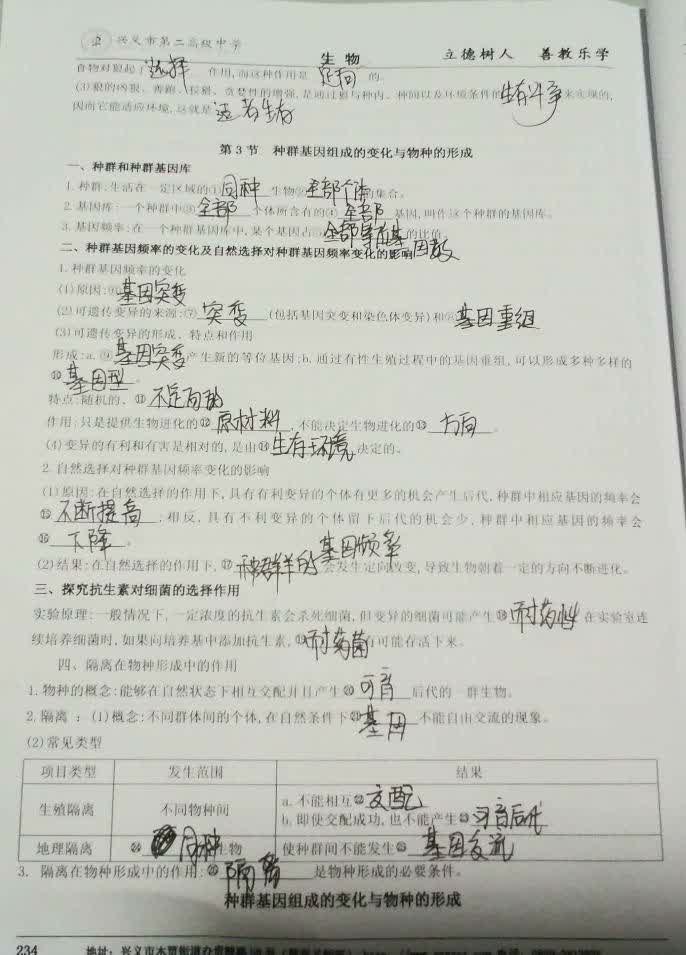 兴义市第二高级中学
生物 立德树人 善教乐学
食物对狼起了 选择 作用,而这种作用是 定向 的。
(3)狼的凶狠、奔跑、狡猾、贪婪性的增强,是通过狼与种内、种间以及环境条件的 生存斗争 来实现的,
因而它能适应环境,这就是 适者生存
第3节 种群基因组成的变化与物种的形成
一、种群和种群基因库
1.种群:生活在一定区域的① 同种 生物② 全部个体 的集合。
2.基因库:一个种群中③ 全部 个体所含有的④ 全部 基因,叫作这个种群的基因库。
3.基因频率:在一个种群基因库中,某个基因占⑤ 全部等位基因数 的比值。
二、种群基因频率的变化及自然选择对种群基因频率变化的影响
1.种群基因频率的变化
(1)原因:⑥ 基因突变
(2)可遗传变异的来源:⑦ 突变 (包括基因突变和染色体变异)和⑧ 基因重组
(3)可遗传变异的形成、特点和作用
形成:a.⑨ 基因突变 产生新的等位基因;b.通过有性生殖过程中的基因重组,可以形成多种多样的
⑩ 基因型 。
特点:随机的、⑪ 不定向的
作用:只是提供生物进化的⑫ 原材料 ,不能决定生物进化的⑬ 方向 。
(4)变异的有利和有害是相对的,是由⑭ 生存环境 决定的。
2.自然选择对种群基因频率变化的影响
(1)原因:在自然选择的作用下,具有有利变异的个体有更多的机会产生后代,种群中相应基因的频率会
⑮ 不断提高 ;相反,具有不利变异的个体留下后代的机会少,种群中相应基因的频率会
⑯ 下降 。
(2)结果:在自然选择的作用下,⑰ 种群的基因频率 会发生定向改变,导致生物朝着一定的方向不断进化。
三、探究抗生素对细菌的选择作用
实验原理:一般情况下,一定浓度的抗生素会杀死细菌,但变异的细菌可能产生⑱ 耐药性 在实验室连
续培养细菌时,如果向培养基中添加抗生素,⑲ 耐药菌 有可能存活下来。
四、隔离在物种形成中的作用
1.物种的概念:能够在自然状态下相互交配并且产生⑳ 可育 后代的一群生物。
2.隔离:(1)概念:不同群体间的个体,在自然条件下㉑ 基因 不能自由交流的现象。
(2)常见类型
项目类型 发生范围 结果
生殖隔离 不同物种间 a.不能相互㉒ 交配
b.即使交配成功,也不能产生㉓ 可育后代
地理隔离 ㉔ 同种 生物 使种群间不能发生㉕ 基因交流
3.隔离在物种形成中的作用:㉖ 隔离 是物种形成的必要条件。
种群基因组成的变化与物种的形成
234